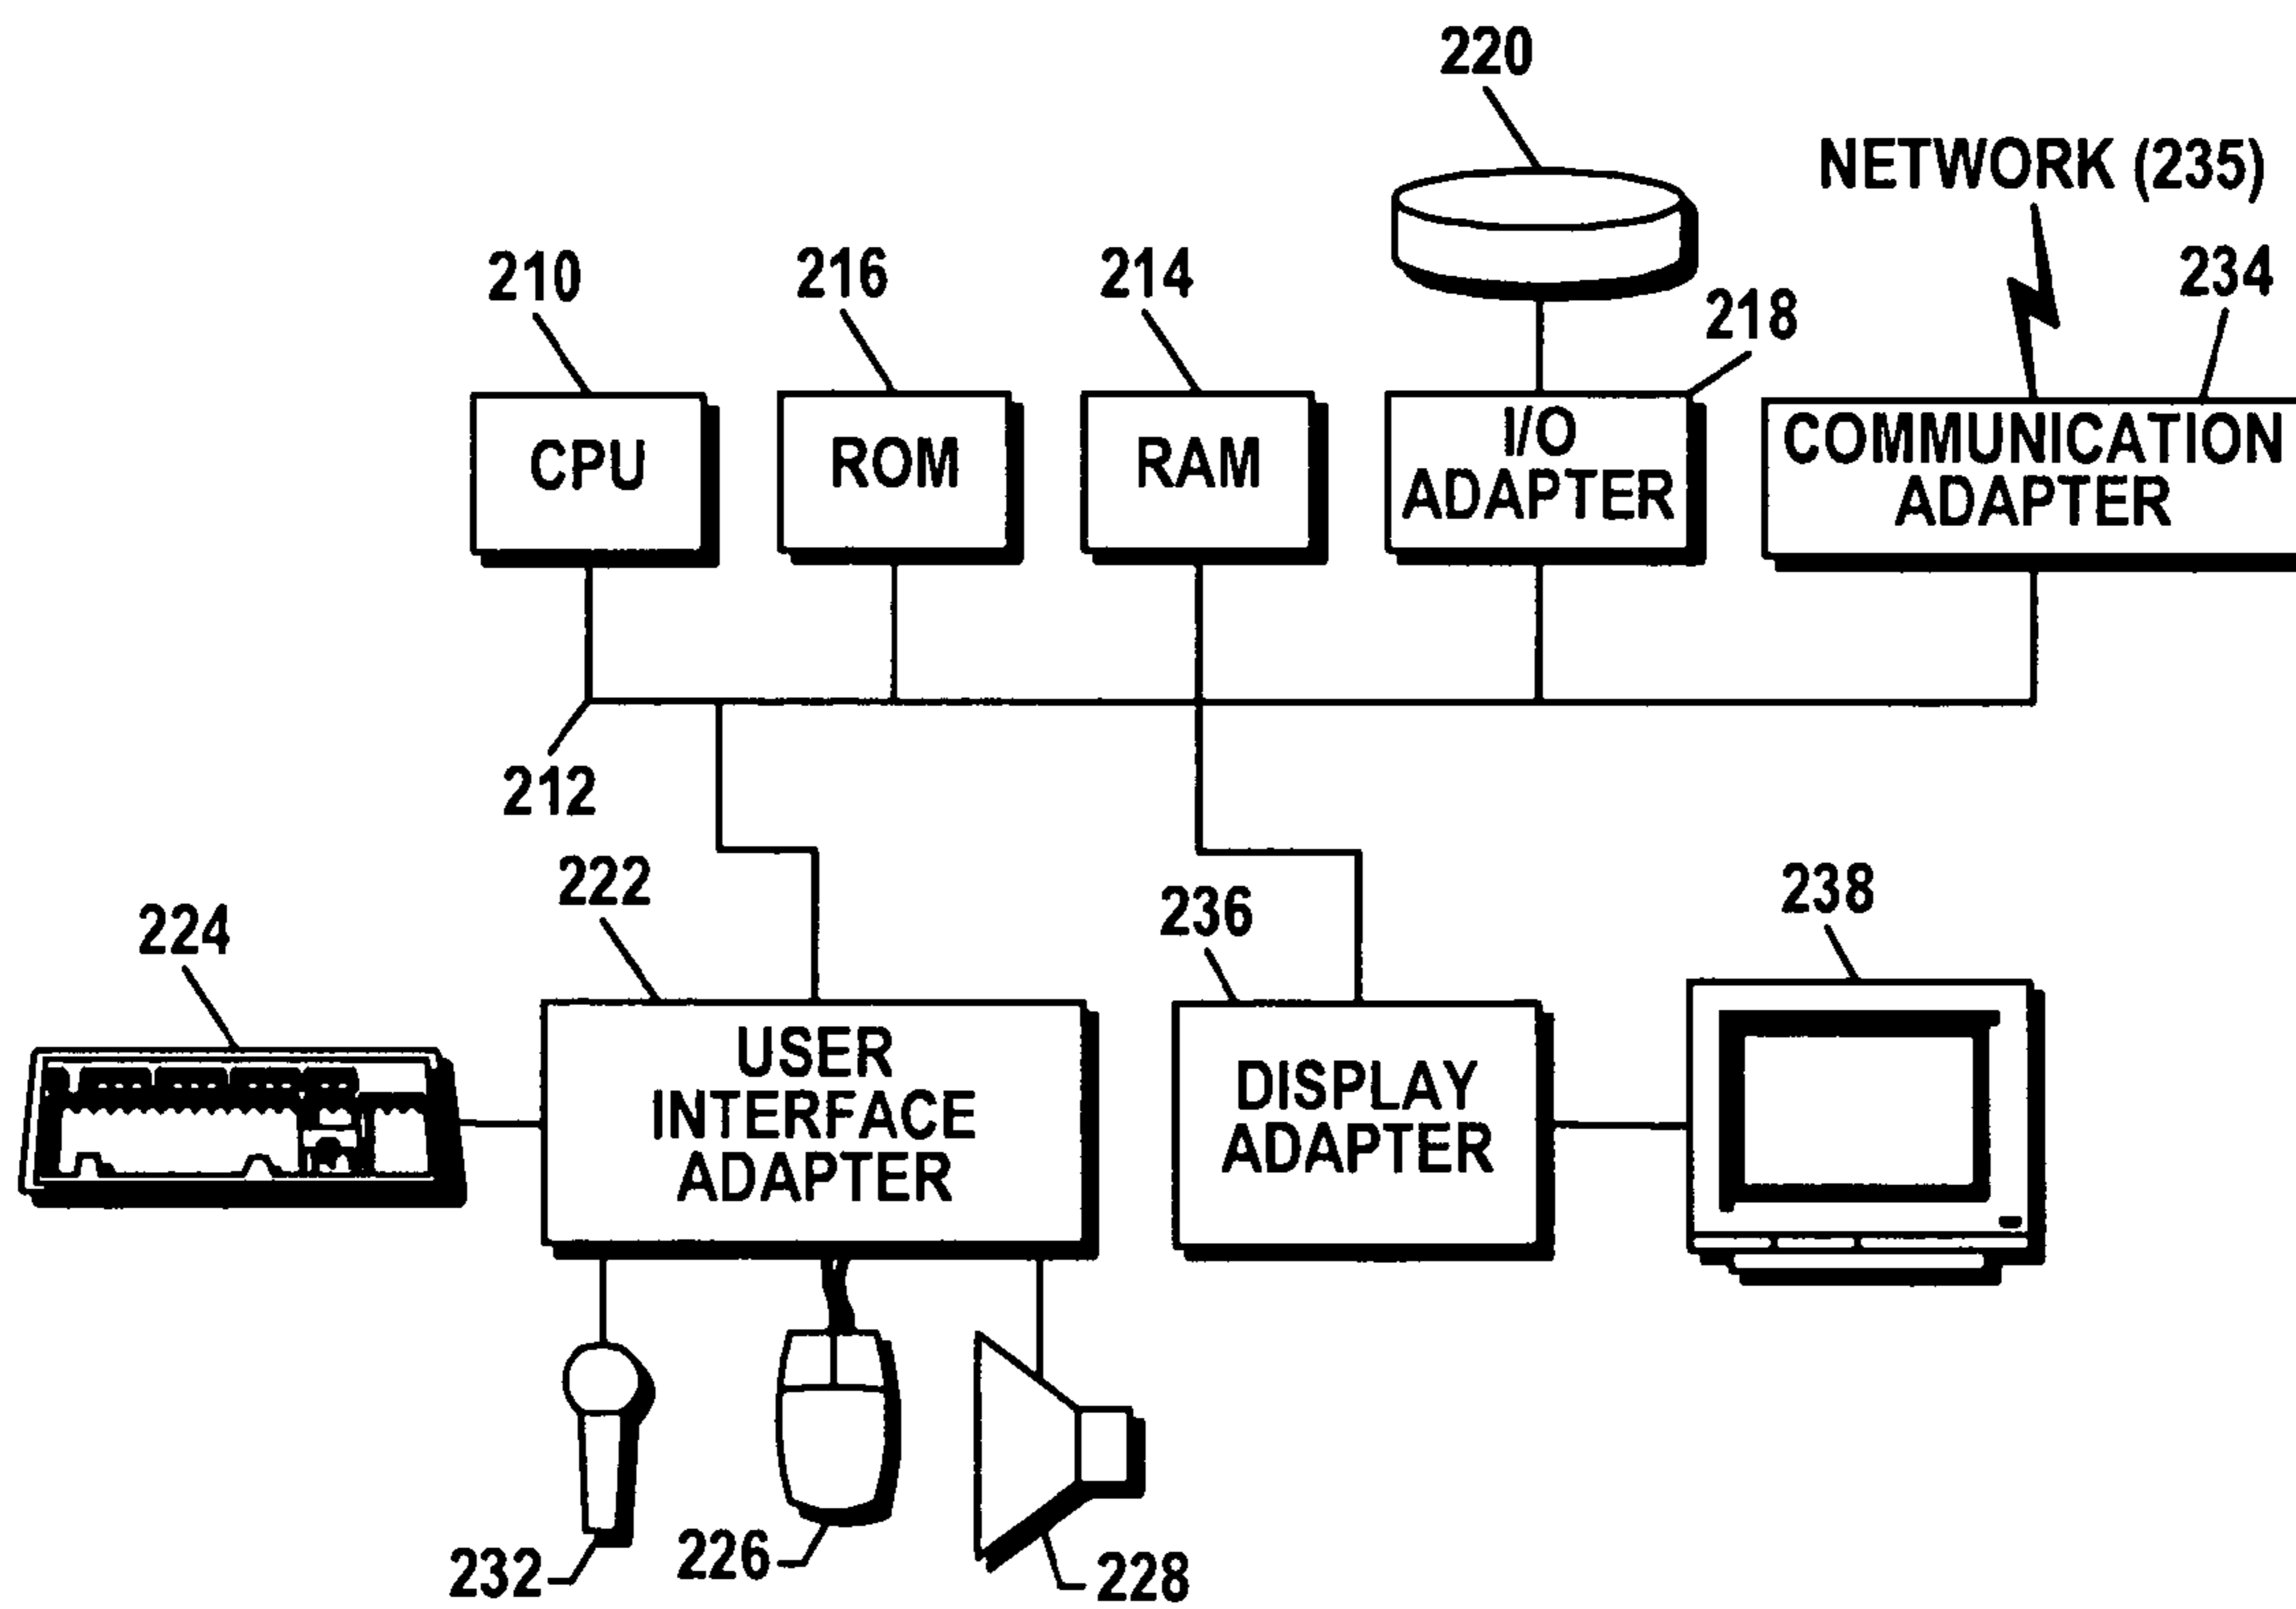 220
NETWORK (235)
210
216
214
218
234
CPU
ROM
RAM
I/O
ADAPTER
COMMUNICATION
ADAPTER
212
222
236
238
224
USER
INTERFACE
ADAPTER
DISPLAY
ADAPTER
232
226
228